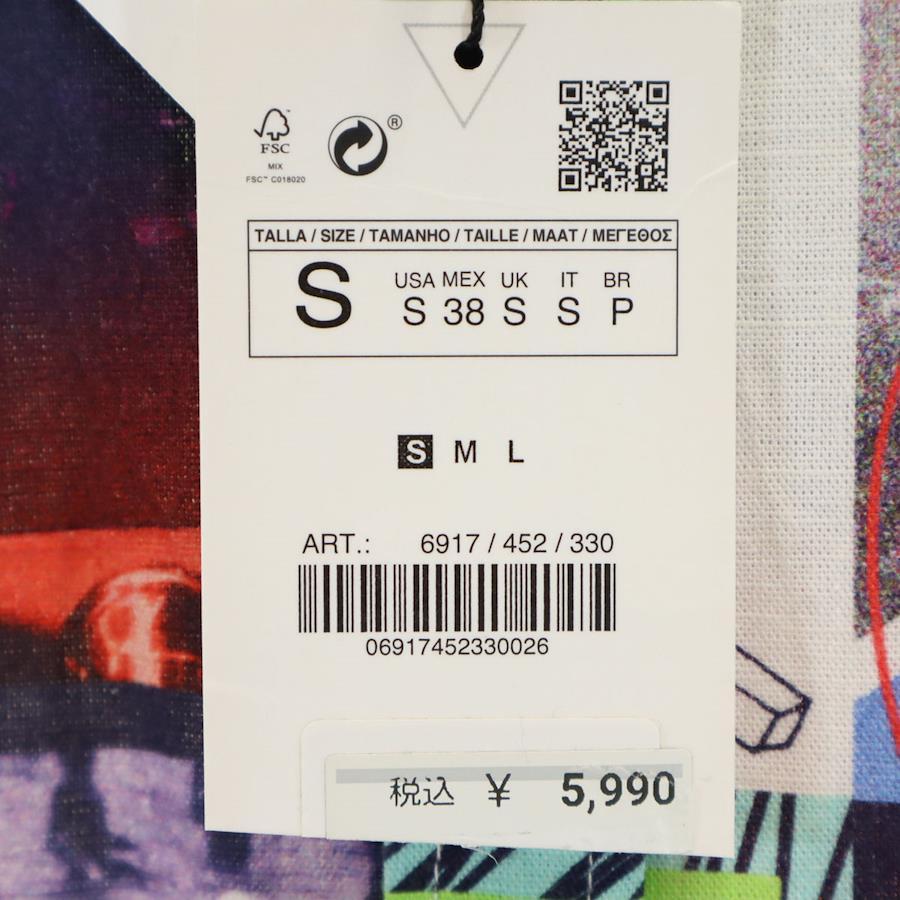 FSC
MIX
FSC™ C018020
®
TALLA / SIZE / TAMANHO / TAILLE / MAAT / ΜΕΓΕΘΟΣ
S
USA MEX UK IT BR
S 38 S S P
S M L
ART.: 6917 / 452 / 330
06917452330026
税込 ¥ 5,990